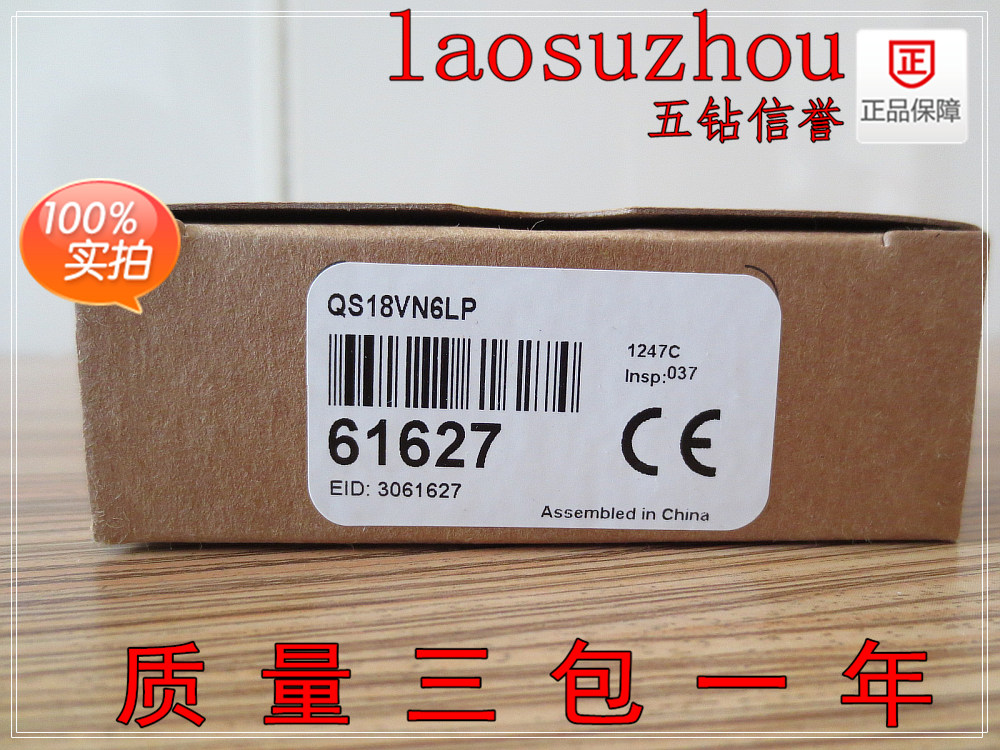 laosuzhou
五钻信誉
正
正品保障
100%
实拍
QS18VN6LP
1247C
Insp:037
61627
EID: 3061627
CE
Assembled in China
质量三包一年